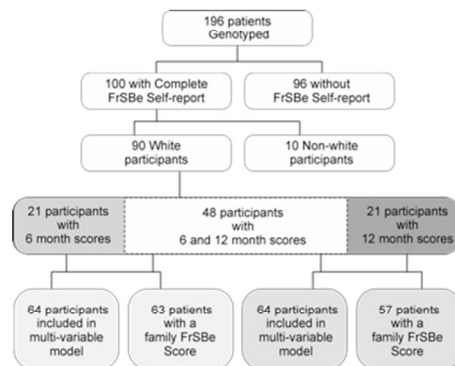 196 patients
Genotyped
100 with Complete
FrSBe Self-report
96 without
FrSBe Self-report
90 White
participants
10 Non-white
participants
21 participants
with
6 month scores
48 participants
with
6 and 12 month scores
21 participants
with
12 month scores
64 participants
included in
multi-variable
model
63 patients
with a
family FrSBe
Score
64 participants
included in
multi-variable
model
57 patients
with a
family FrSBe
Score